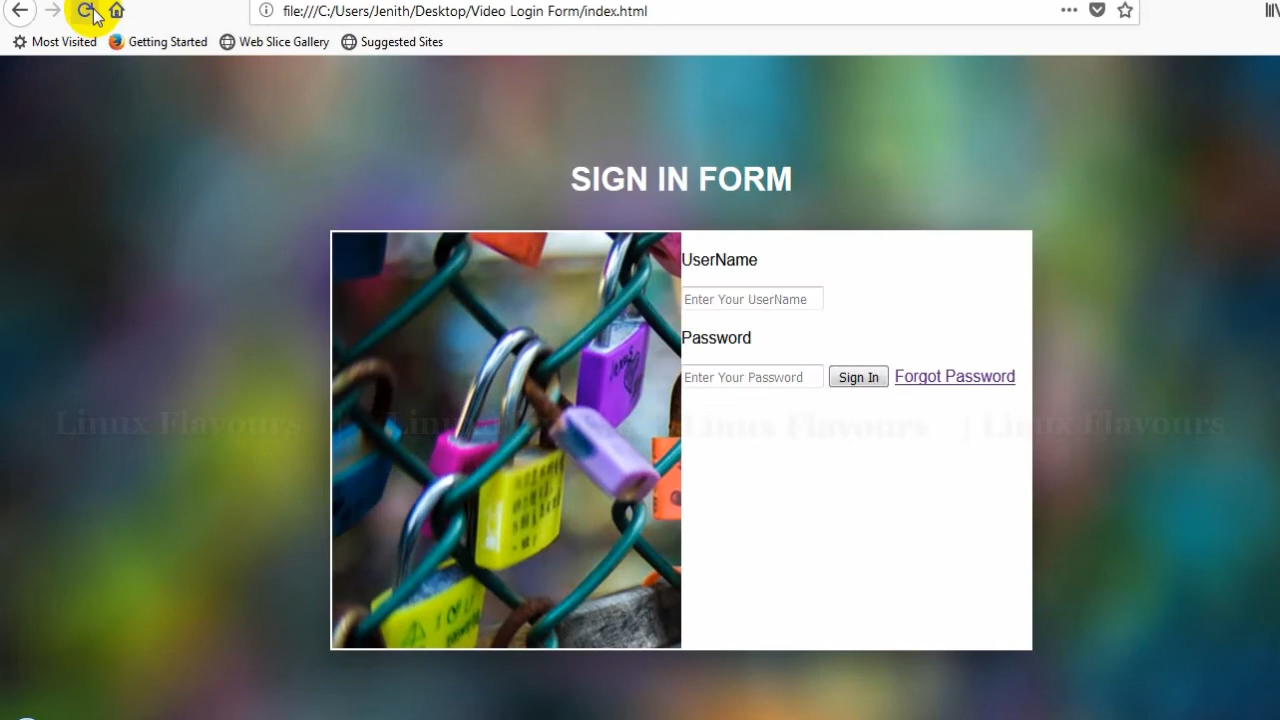 file:///C:/Users/Jenith/Desktop/Video Login Form/index.html
Most Visited Getting Started Web Slice Gallery Suggested Sites
SIGN IN FORM
UserName
Enter Your UserName
Password
Enter Your Password Sign In Forgot Password
Linux Flavours | Linux Flavours | Linux Flavours | Linux Flavours